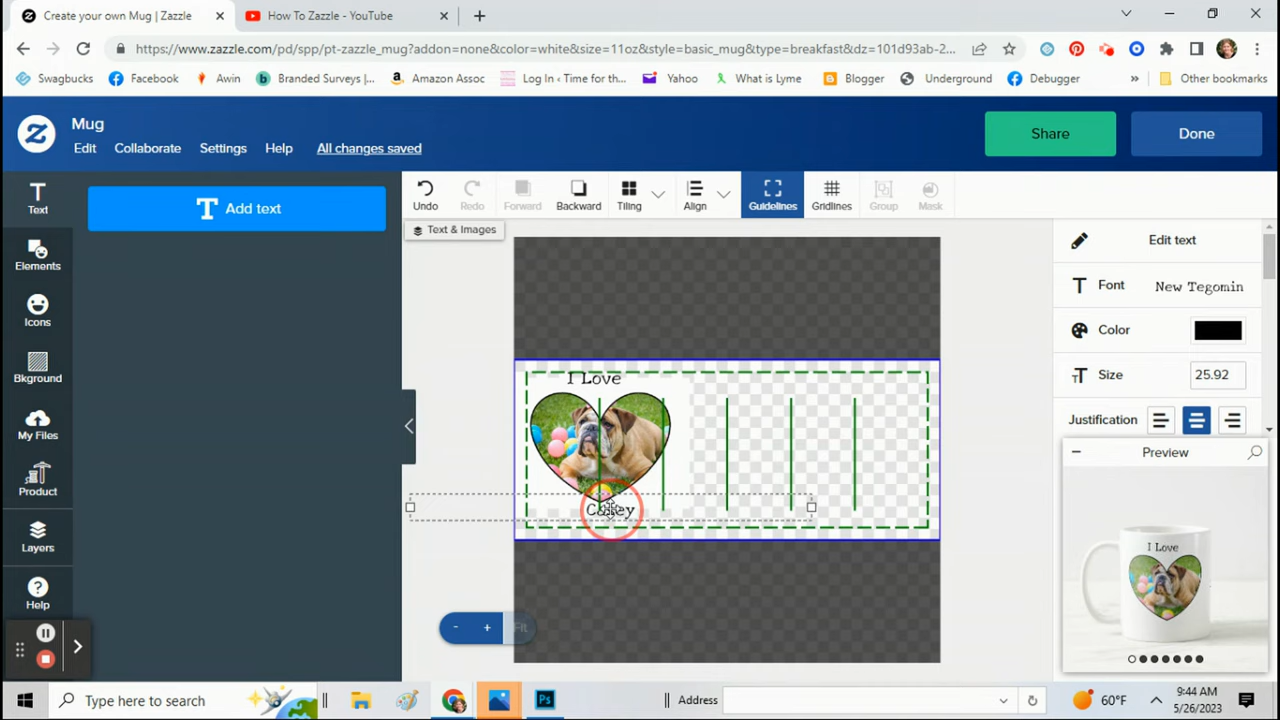 Create your own Mug | Zazzle
How To Zazzle - YouTube
https://www.zazzle.com/pd/spp/pt-zazzle_mug?addon=none&color=white&size=11oz&style=basic_mug&type=breakfast&dz=101d93ab-2...
Swagbucks
Facebook
Awin
Branded Surveys |...
Amazon Assoc
Log In ‹ Time for th...
Yahoo
What is Lyme
Blogger
Underground
Debugger
»
Other bookmarks
Mug
Edit
Collaborate
Settings
Help
All changes saved
Share
Done
Text
Add text
Undo
Redo
Forward
Backward
Tiling
Align
Guidelines
Gridlines
Group
Mask
Text & Images
Edit text
Elements
Font
New Tegomin
Icons
Color
Bkground
Size
25.92
I Love
Justification
My Files
Preview
Product
Layers
I Love
Help
- + Fit
Type here to search
Address
60°F
9:44 AM
5/26/2023